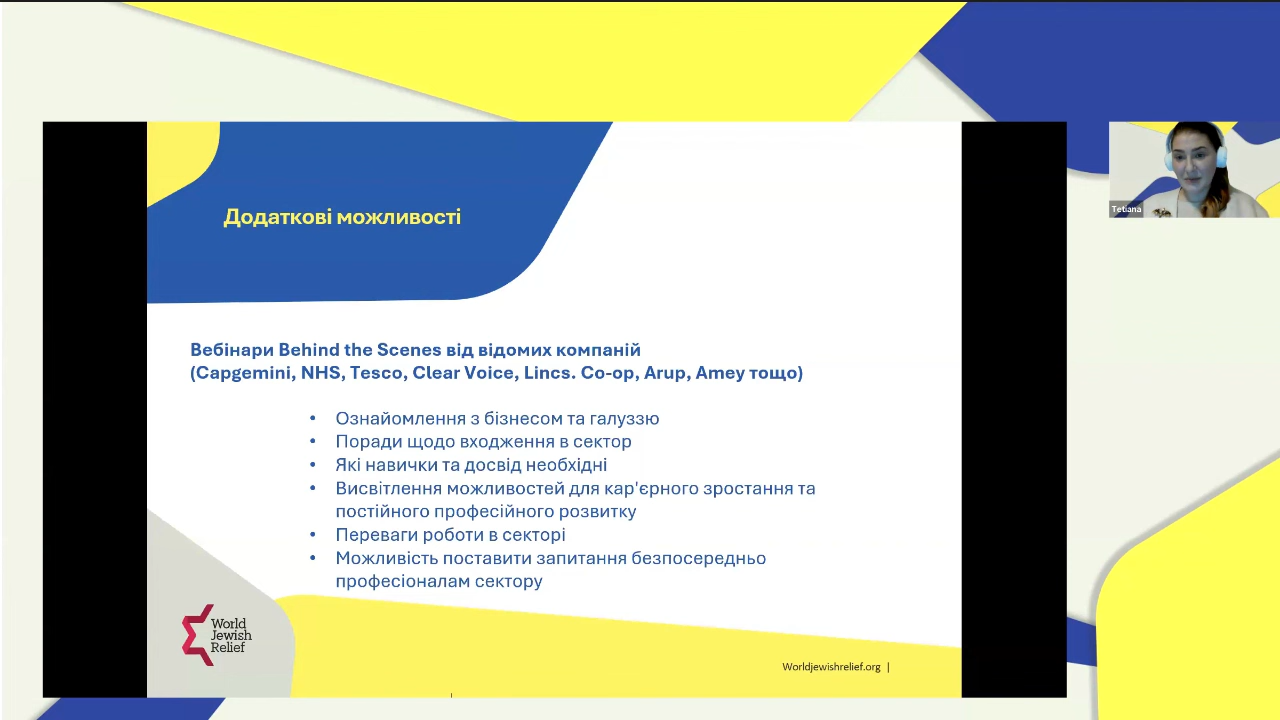 Додаткові можливості
Tetiana
Вебінари Behind the Scenes від відомих компаній
(Capgemini, NHS, Tesco, Clear Voice, Lincs. Co-op, Arup, Amey тощо)
• Ознайомлення з бізнесом та галуззю
• Поради щодо входження в сектор
• Які навички та досвід необхідні
• Висвітлення можливостей для кар'єрного зростання та
постійного професійного розвитку
• Переваги роботи в секторі
• Можливість поставити запитання безпосередньо
професіоналам сектору
World
Jewish
Relief
Worldjewishrelief.org |